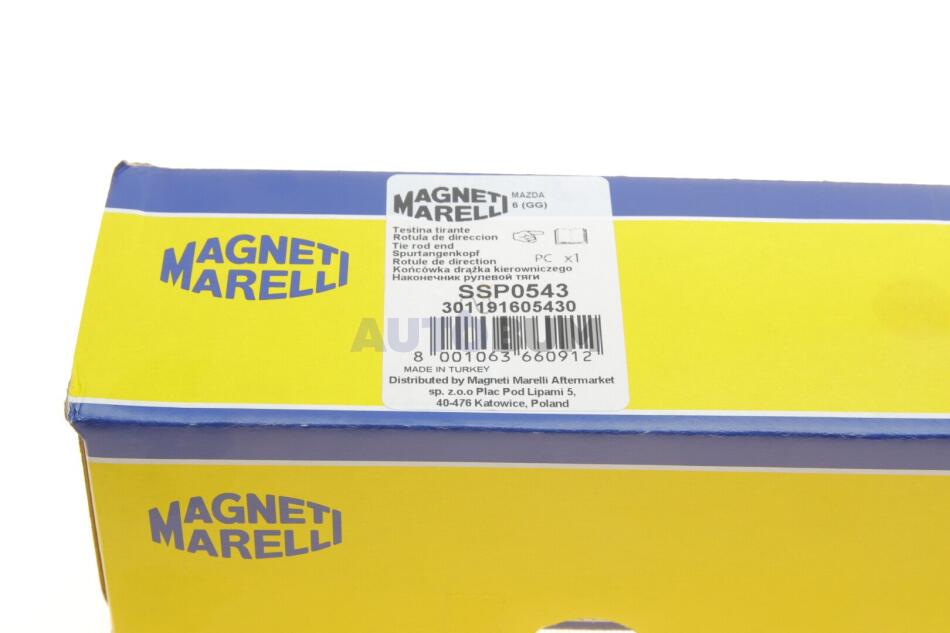 MAGNETI
MARELLI
MAGNETI
MARELLI
MAZDA
6 (GG)
Testina tirante
Rotula de direccion
Tie rod end
Spurtangenkopf
Rotule de direction
PC x1
Końcówka drążka kierowniczego
Наконечник рулевой тяги
SSP0543
301191605430
8 001063 660912
MADE IN TURKEY
Distributed by Magneti Marelli Aftermarket
sp. z.o.o Plac Pod Lipami 5,
40-476 Katowice, Poland
MAGNETI
MARELLI